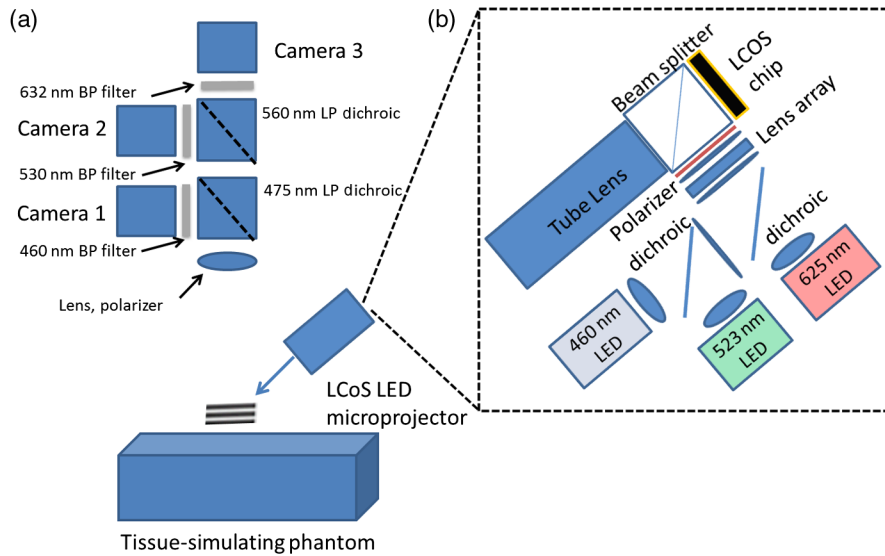 (a)
Camera 3
632 nm BP filter
560 nm LP dichroic
Camera 2
530 nm BP filter
475 nm LP dichroic
Camera 1
460 nm BP filter
Lens, polarizer
LCoS LED
microprojector
Tissue-simulating phantom
(b)
Beam splitter
LCOS
chip
Lens array
Tube Lens
Polarizer
dichroic
dichroic
460 nm
LED
523 nm
LED
625 nm
LED